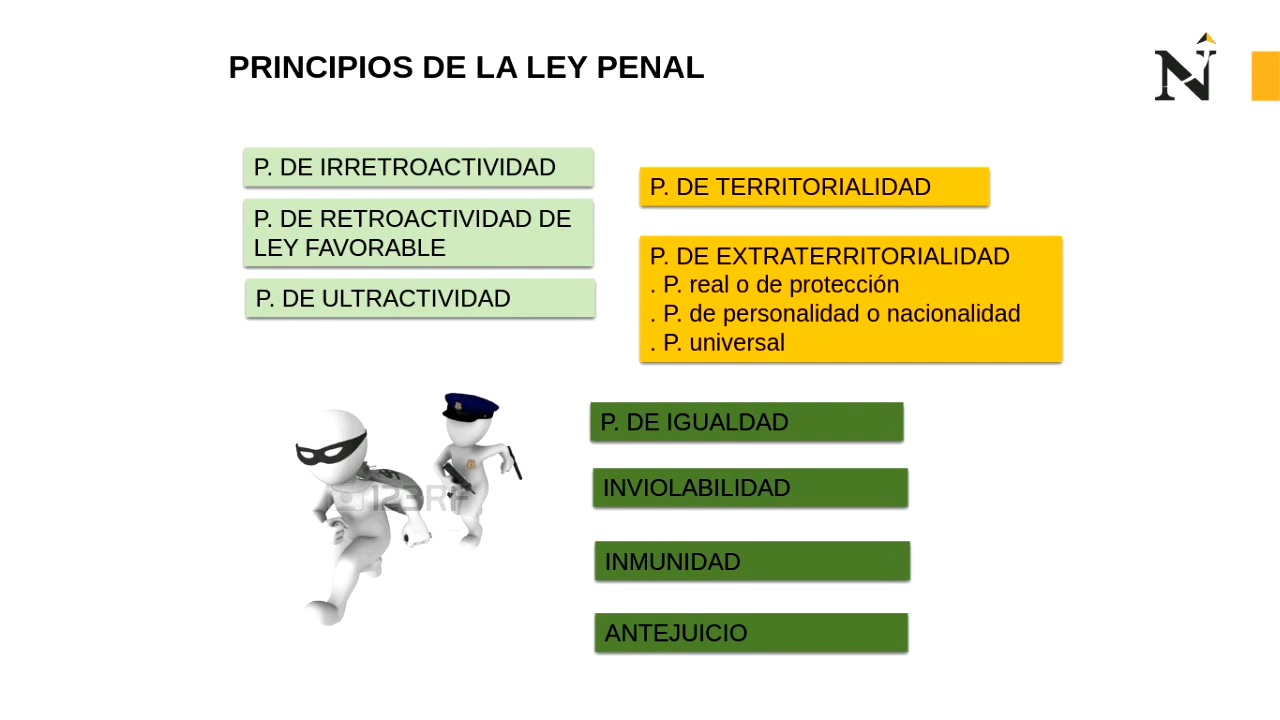 PRINCIPIOS DE LA LEY PENAL
P. DE IRRETROACTIVIDAD
P. DE RETROACTIVIDAD DE
LEY FAVORABLE
P. DE ULTRACTIVIDAD
P. DE TERRITORIALIDAD
P. DE EXTRATERRITORIALIDAD
. P. real o de protección
. P. de personalidad o nacionalidad
. P. universal
P. DE IGUALDAD
INVIOLABILIDAD
INMUNIDAD
ANTEJUICIO
123RF
N